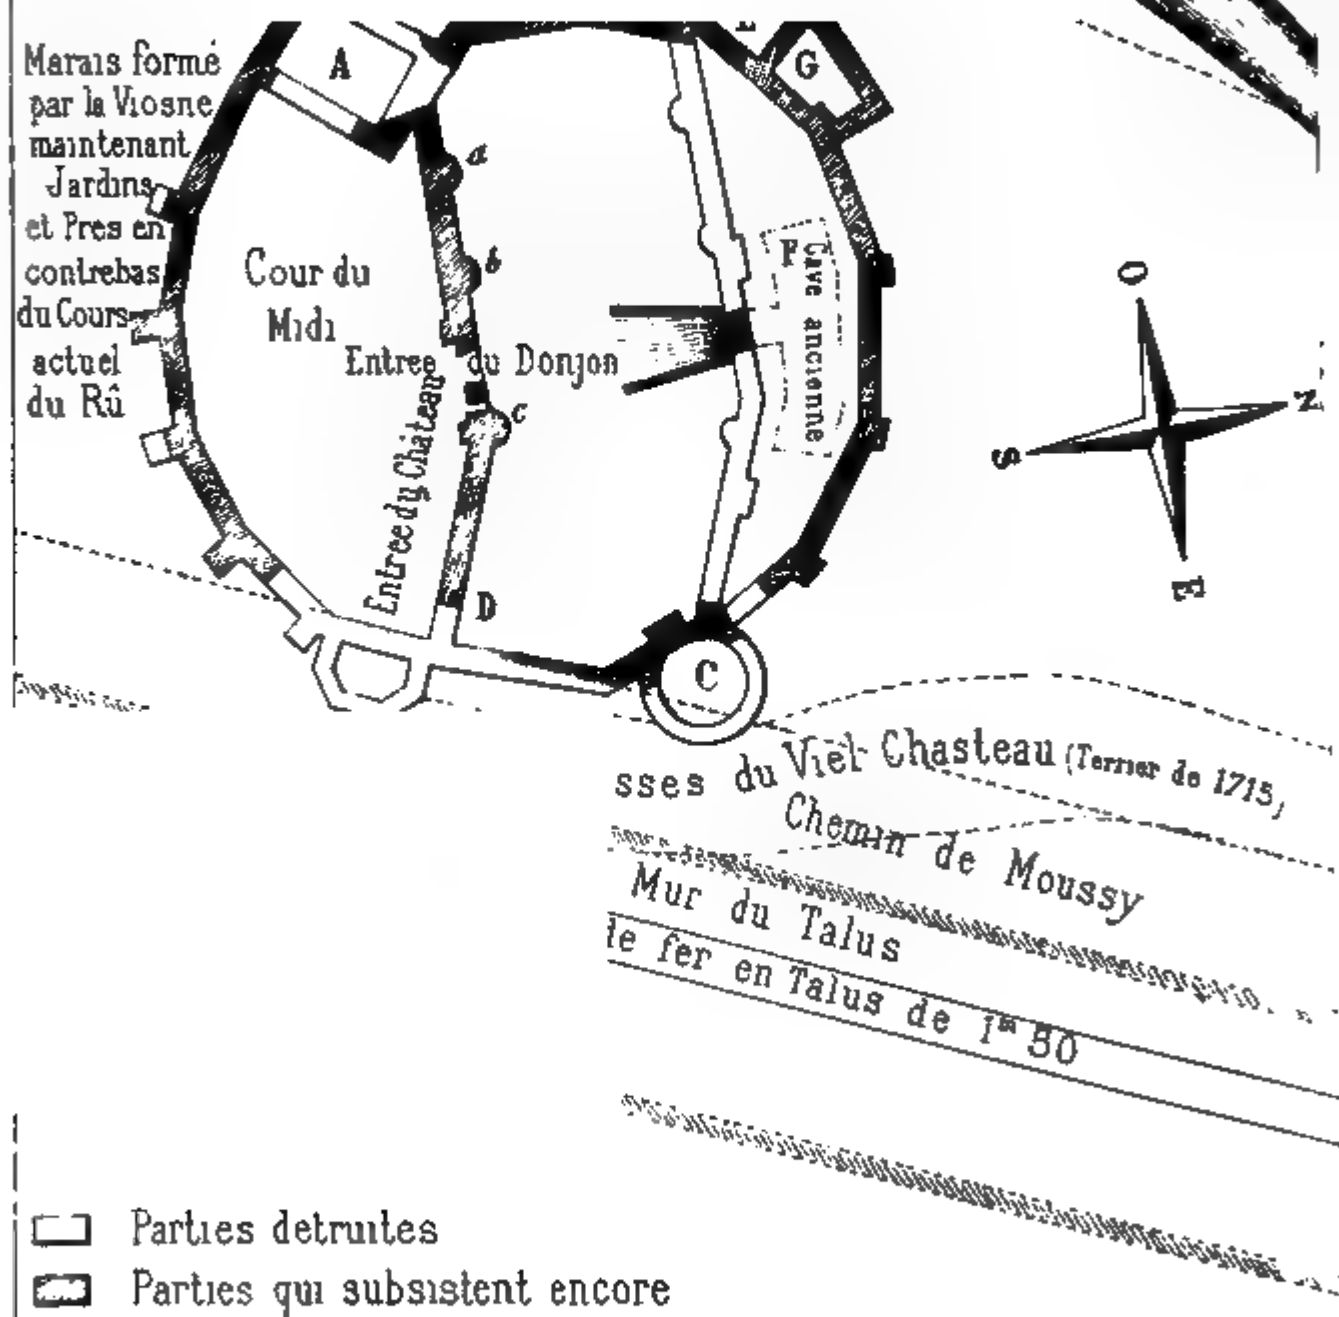 Marais formé
par la Viosne
maintenant
Jardins
et Pres en
contrebas
du Cours
actuel
du Rû
A
G
a
b
Cour du
Midi
Entree du Donjon
Entree du Château
c
D
F
Cave ancienne
C
O
N
S
E
sses du Viel Chasteau (Terrier de 1715)
Chemin de Moussy
Mur du Talus
de fer en Talus de 1m 50
Parties detruites
Parties qui subsistent encore